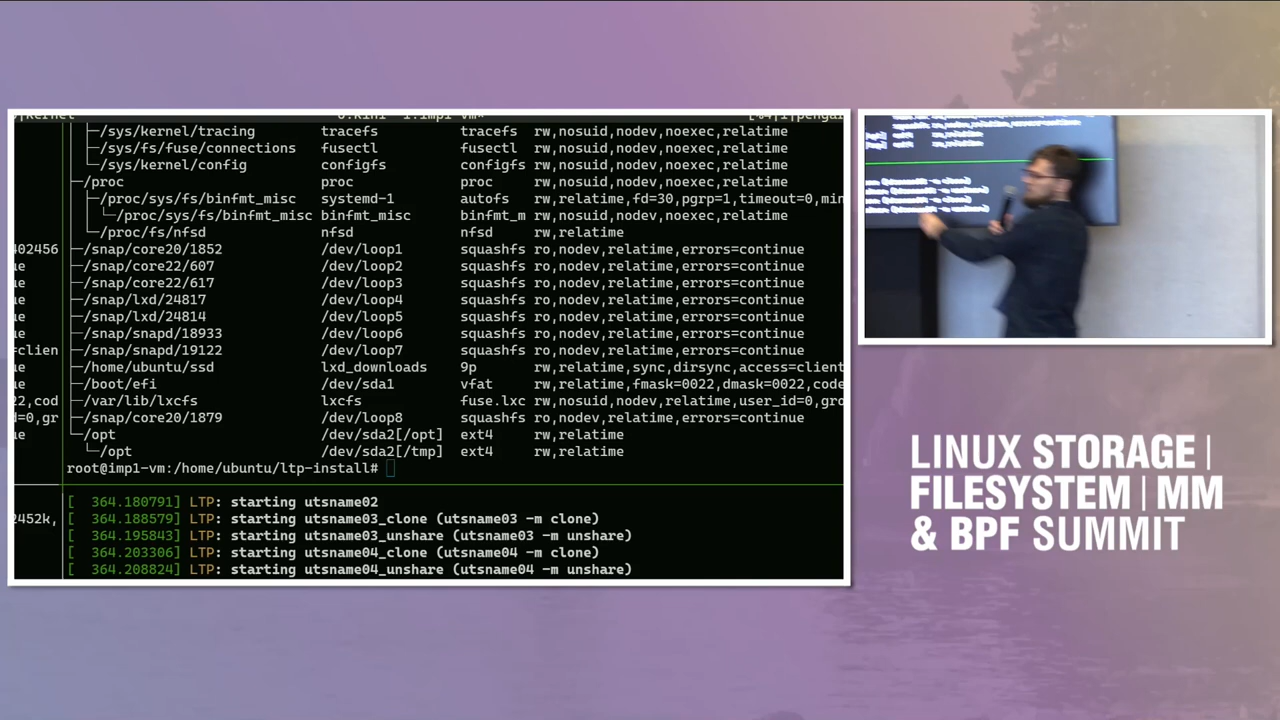 ├─/sys/kernel/tracing tracefs tracefs rw,nosuid,nodev,noexec,relatime
├─/sys/fs/fuse/connections fusectl fusectl rw,nosuid,nodev,noexec,relatime
└─/sys/kernel/config configfs configfs rw,nosuid,nodev,noexec,relatime
├─/proc proc proc rw,nosuid,nodev,noexec,relatime
├─/proc/sys/fs/binfmt_misc systemd-1 autofs rw,relatime,fd=30,pgrp=1,timeout=0,min
└─/proc/sys/fs/binfmt_misc binfmt_misc binfmt_m rw,nosuid,nodev,noexec,relatime
└─/proc/fs/nfsd nfsd nfsd rw,relatime
402456 ├─/snap/core20/1852 /dev/loop1 squashfs ro,nodev,relatime,errors=continue
ue ├─/snap/core22/607 /dev/loop2 squashfs ro,nodev,relatime,errors=continue
├─/snap/core22/617 /dev/loop3 squashfs ro,nodev,relatime,errors=continue
ue ├─/snap/lxd/24817 /dev/loop4 squashfs ro,nodev,relatime,errors=continue
ue ├─/snap/lxd/24814 /dev/loop5 squashfs ro,nodev,relatime,errors=continue
├─/snap/snapd/18933 /dev/loop6 squashfs ro,nodev,relatime,errors=continue
=clien ├─/snap/snapd/19122 /dev/loop7 squashfs ro,nodev,relatime,errors=continue
ue ├─/home/ubuntu/ssd lxd_downloads 9p rw,relatime,sync,dirsync,access=client
ue ├─/boot/efi /dev/sda1 vfat rw,relatime,fmask=0022,dmask=0022,code
22,cod ├─/var/lib/lxcfs lxcfs fuse.lxc rw,nosuid,nodev,relatime,user_id=0,gro
d=0,gr ├─/snap/core20/1879 /dev/loop8 squashfs ro,nodev,relatime,errors=continue
ue └─/opt /dev/sda2[/opt] ext4 rw,relatime
└─/opt /dev/sda2[/tmp] ext4 rw,relatime
root@imp1-vm:/home/ubuntu/ltp-install#
[ 364.180791] LTP: starting utsname02
2452k, [ 364.188579] LTP: starting utsname03_clone (utsname03 -m clone)
[ 364.195843] LTP: starting utsname03_unshare (utsname03 -m unshare)
[ 364.203306] LTP: starting utsname04_clone (utsname04 -m clone)
[ 364.208824] LTP: starting utsname04_unshare (utsname04 -m unshare)
LINUX STORAGE |
FILESYSTEM | MM
& BPF SUMMIT